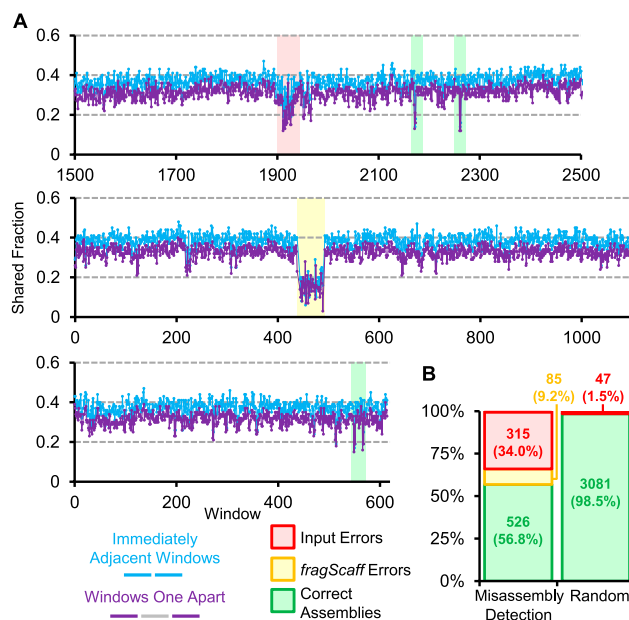 A
0.6
0.4
0.2
0
1500 1700 1900 2100 2300 2500
Shared Fraction
0.6
0.4
0.2
0
0 200 400 600 800 1000
0.6
0.4
0.2
0
0 200 400 600
Window
Immediately
Adjacent Windows
Windows One Apart
Input Errors
fragScaff Errors
Correct
Assemblies
B
85
(9.2%)
47
(1.5%)
100%
75%
50%
25%
0%
315
(34.0%)
526
(56.8%)
3081
(98.5%)
Misassembly
Detection
Random